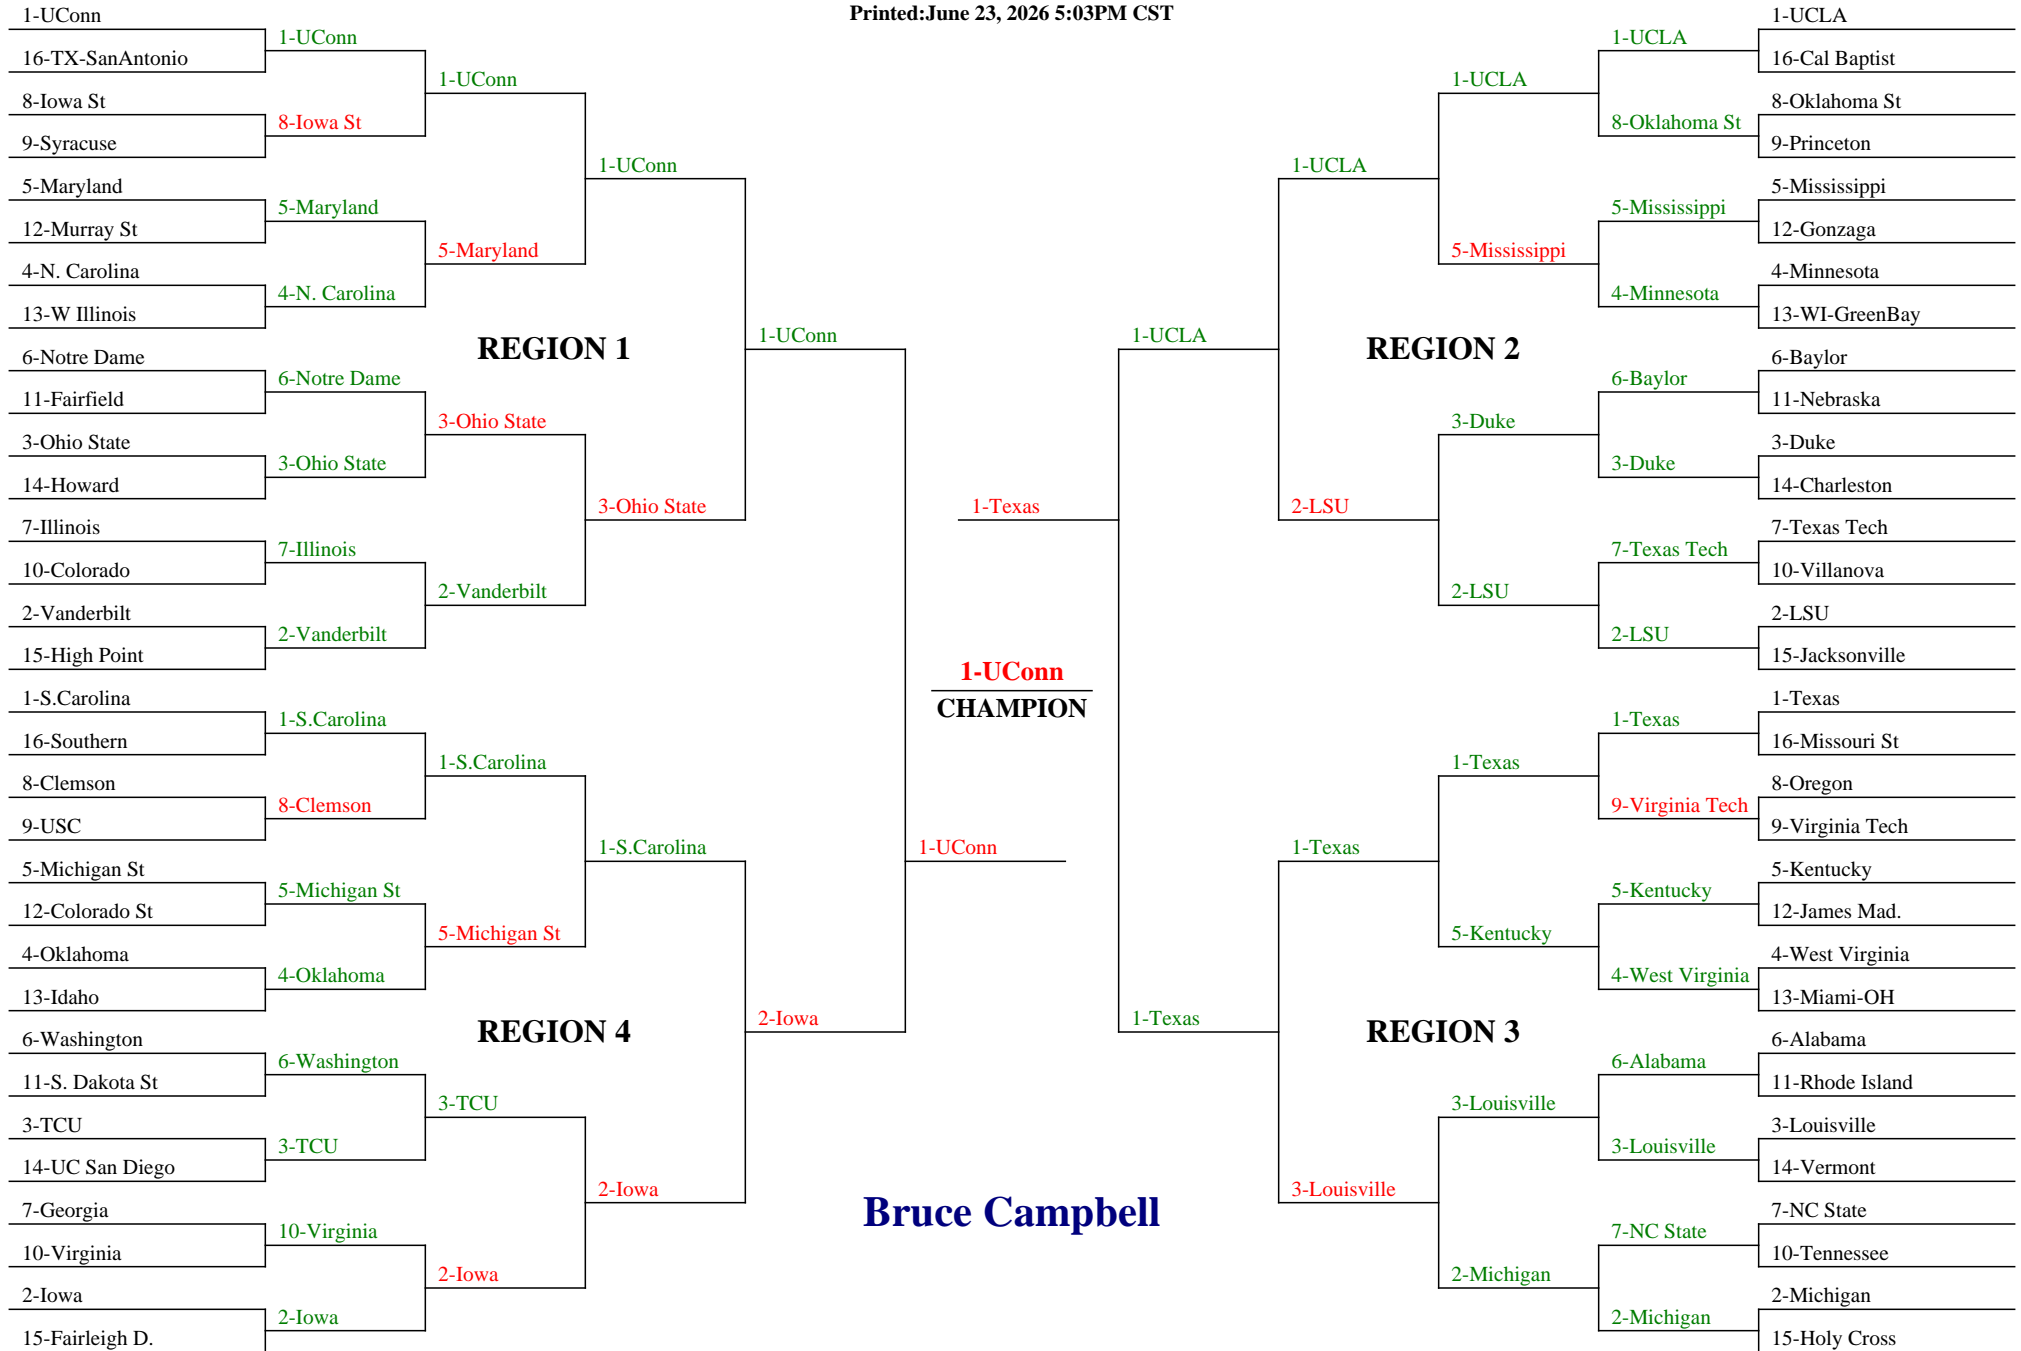 Printed:June 23, 2026 5:03PM CST
1-UConn
16-TX-SanAntonio
8-Iowa St
9-Syracuse
5-Maryland
12-Murray St
4-N. Carolina
13-W Illinois
6-Notre Dame
11-Fairfield
3-Ohio State
14-Howard
7-Illinois
10-Colorado
2-Vanderbilt
15-High Point
1-S.Carolina
16-Southern
8-Clemson
9-USC
5-Michigan St
12-Colorado St
4-Oklahoma
13-Idaho
6-Washington
11-S. Dakota St
3-TCU
14-UC San Diego
7-Georgia
10-Virginia
2-Iowa
15-Fairleigh D.
1-UConn
8-Iowa St
5-Maryland
4-N. Carolina
6-Notre Dame
3-Ohio State
7-Illinois
2-Vanderbilt
1-S.Carolina
8-Clemson
5-Michigan St
4-Oklahoma
6-Washington
3-TCU
10-Virginia
2-Iowa
1-UConn
5-Maryland
3-Ohio State
2-Vanderbilt
1-S.Carolina
5-Michigan St
3-TCU
2-Iowa
REGION 1
REGION 4
1-UConn
3-Ohio State
1-S.Carolina
2-Iowa
1-UConn
2-Iowa
1-UConn
1-UConn
CHAMPION
Bruce Campbell
1-Texas
1-UCLA
1-Texas
1-UCLA
2-LSU
1-Texas
3-Louisville
REGION 2
REGION 3
1-UCLA
5-Mississippi
3-Duke
2-LSU
1-Texas
5-Kentucky
3-Louisville
2-Michigan
1-UCLA
8-Oklahoma St
5-Mississippi
4-Minnesota
6-Baylor
3-Duke
7-Texas Tech
2-LSU
1-Texas
9-Virginia Tech
5-Kentucky
4-West Virginia
6-Alabama
3-Louisville
7-NC State
2-Michigan
1-UCLA
16-Cal Baptist
8-Oklahoma St
9-Princeton
5-Mississippi
12-Gonzaga
4-Minnesota
13-WI-GreenBay
6-Baylor
11-Nebraska
3-Duke
14-Charleston
7-Texas Tech
10-Villanova
2-LSU
15-Jacksonville
1-Texas
16-Missouri St
8-Oregon
9-Virginia Tech
5-Kentucky
12-James Mad.
4-West Virginia
13-Miami-OH
6-Alabama
11-Rhode Island
3-Louisville
14-Vermont
7-NC State
10-Tennessee
2-Michigan
15-Holy Cross